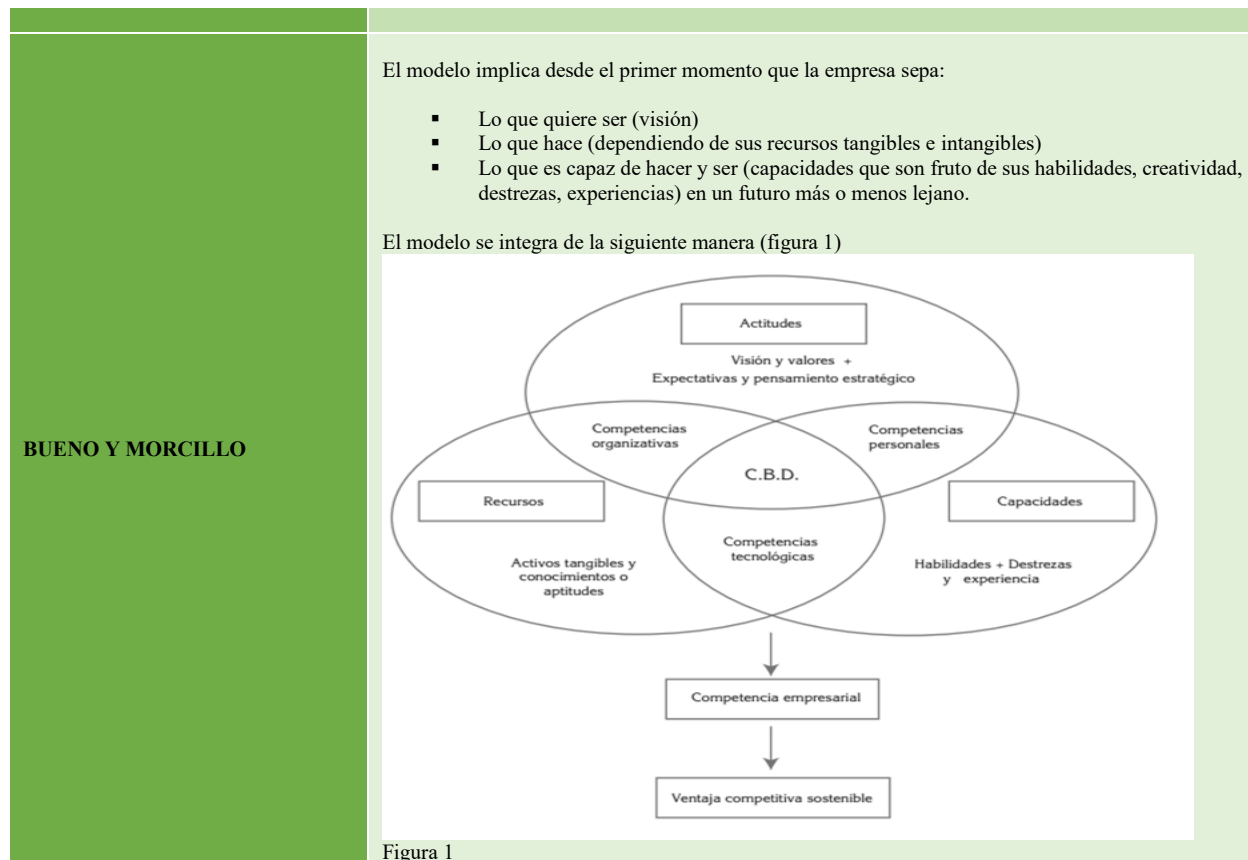 BUENO Y MORCILLO
El modelo implica desde el primer momento que la empresa sepa:
▪ Lo que quiere ser (visión)
▪ Lo que hace (dependiendo de sus recursos tangibles e intangibles)
▪ Lo que es capaz de hacer y ser (capacidades que son fruto de sus habilidades, creatividad,
destrezas, experiencias) en un futuro más o menos lejano.
El modelo se integra de la siguiente manera (figura 1)
Actitudes
Visión y valores +
Expectativas y pensamiento estratégico
Competencias
organizativas
Competencias
personales
C.B.D.
Recursos
Capacidades
Competencias
tecnológicas
Activos tangibles y
conocimientos o
aptitudes
Habilidades + Destrezas
y experiencia
Competencia empresarial
Ventaja competitiva sostenible
Figura 1